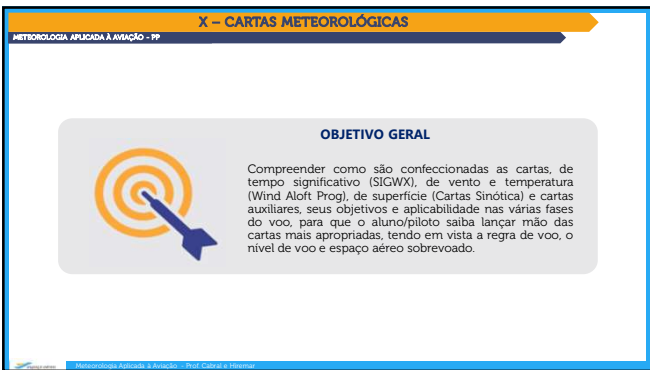 X – CARTAS METEOROLÓGICAS
METEOROLOGIA APLICADA À AVIAÇÃO - PP
OBJETIVO GERAL
Compreender como são confeccionadas as cartas, de
tempo significativo (SIGWX), de vento e temperatura
(Wind Aloft Prog), de superfície (Cartas Sinótica) e cartas
auxiliares, seus objetivos e aplicabilidade nas várias fases
do voo, para que o aluno/piloto saiba lançar mão das
cartas mais apropriadas, tendo em vista a regra de voo, o
nível de voo e espaço aéreo sobrevoado.
Meteorologia Aplicada à Aviação - Prof. Cabral e Hiremar